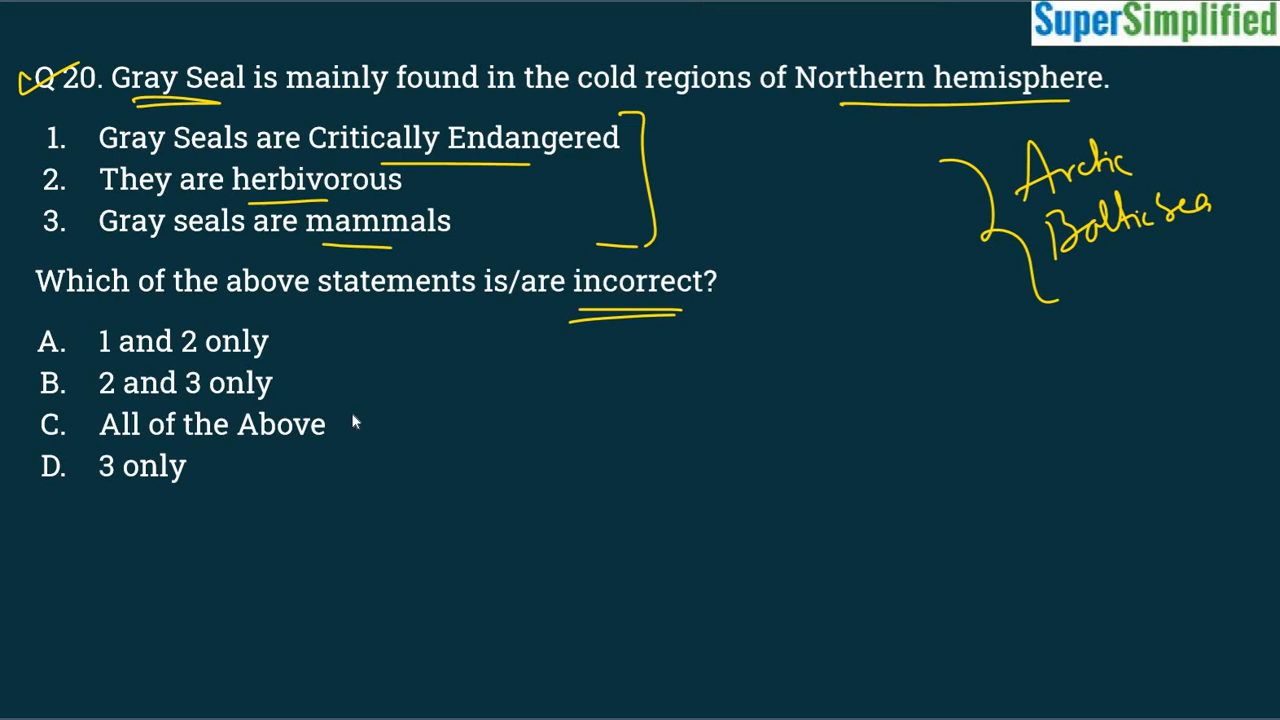 SuperSimplified
Q 20. Gray Seal is mainly found in the cold regions of Northern hemisphere.
1. Gray Seals are Critically Endangered
2. They are herbivorous
3. Gray seals are mammals
Arctic
Baltic sea
Which of the above statements is/are incorrect?
A. 1 and 2 only
B. 2 and 3 only
C. All of the Above
D. 3 only